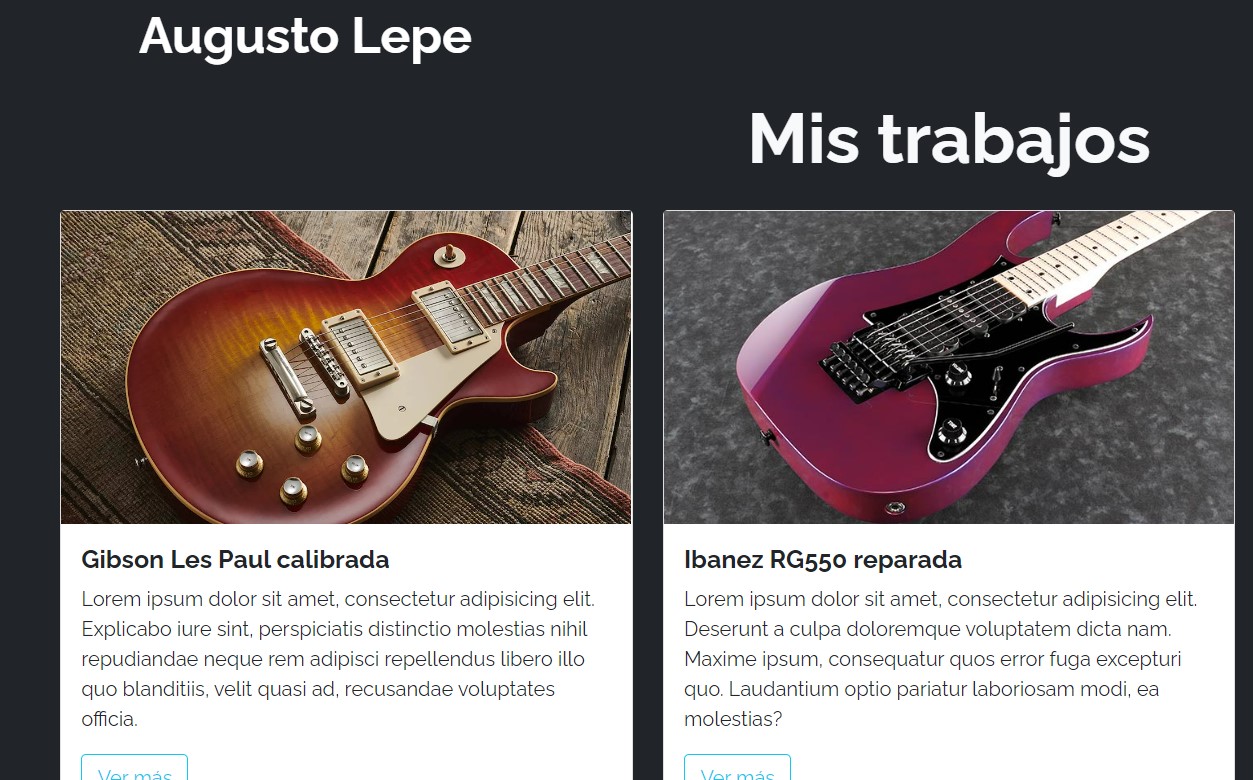 Augusto Lepe
Mis trabajos
Gibson Les Paul calibrada
Lorem ipsum dolor sit amet, consectetur adipisicing elit.
Explicabo iure sint, perspiciatis distinctio molestias nihil
repudiandae neque rem adipisci repellendus libero illo
quo blanditiis, velit quasi ad, recusandae voluptates
officia.
Ver más
Ibanez RG550 reparada
Lorem ipsum dolor sit amet, consectetur adipisicing elit.
Deserunt a culpa doloremque voluptatem dicta nam.
Maxime ipsum, consequatur quos error fuga excepturi
quo. Laudantium optio pariatur laboriosam modi, ea
molestias?
Ver más